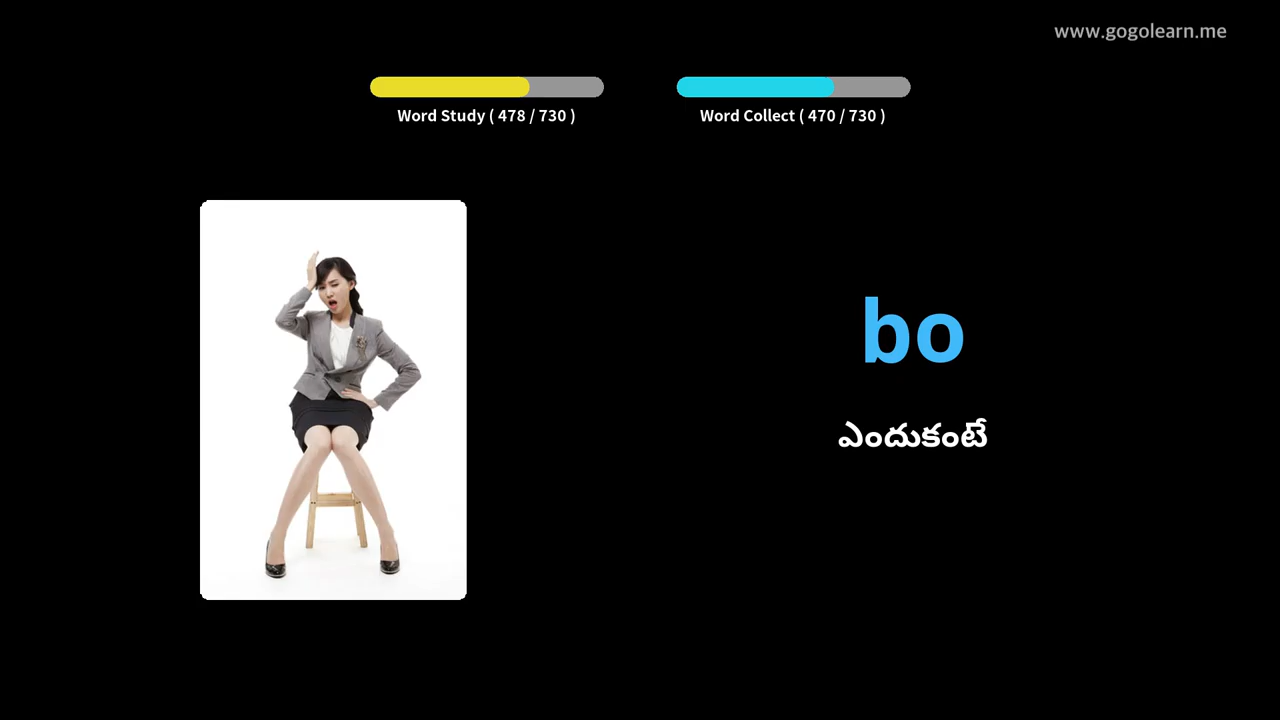 www.gogolearn.me
Word Study ( 478 / 730 )
Word Collect ( 470 / 730 )
bo
ఎందుకంటే